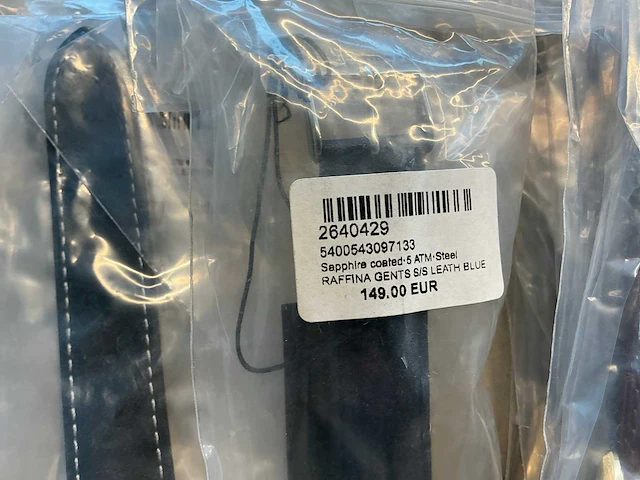 2640429
5400543097133
Sapphire coated·5 ATM·Steel
RAFFINA GENTS S/S LEATH BLUE
149.00 EUR